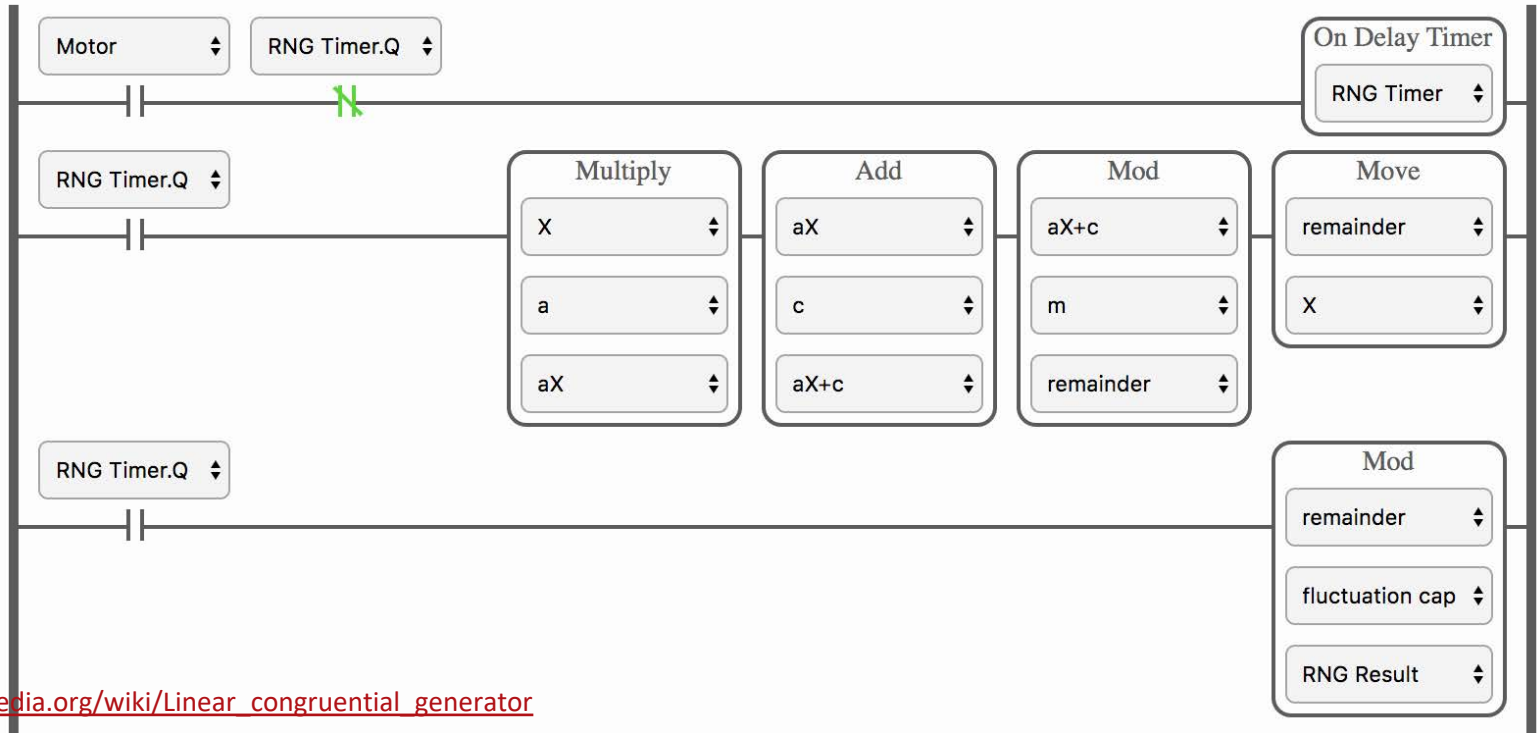 Motor
RNG Timer.Q
On Delay Timer
RNG Timer
RNG Timer.Q
Multiply
X
a
aX
Add
aX
c
aX+c
Mod
aX+c
m
remainder
Move
remainder
X
RNG Timer.Q
Mod
remainder
fluctuation cap
RNG Result
edia.org/wiki/Linear_congruential_generator